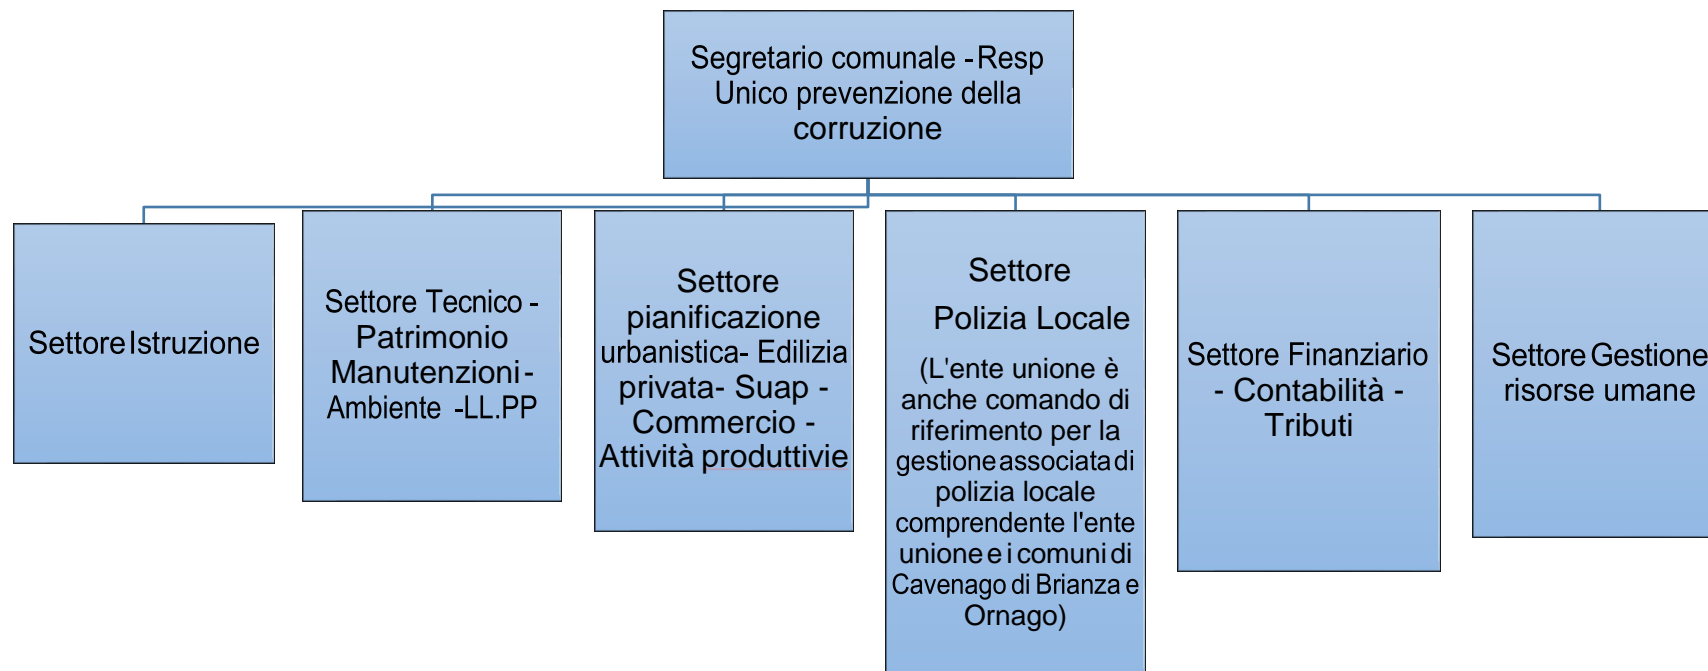 Segretario comunale - Resp
Unico prevenzione della
corruzione
Settore Istruzione
Settore Tecnico -
Patrimonio
Manutenzioni -
Ambiente -LL.PP
Settore
pianificazione
urbanistica- Edilizia
privata- Suap -
Commercio -
Attività produttivie
Settore
Polizia Locale
(L'ente unione è
anche comando di
riferimento per la
gestione associata di
polizia locale
comprendente l'ente
unione e i comuni di
Cavenago di Brianza e
Ornago)
Settore Finanziario
- Contabilità -
Tributi
Settore Gestione
risorse umane